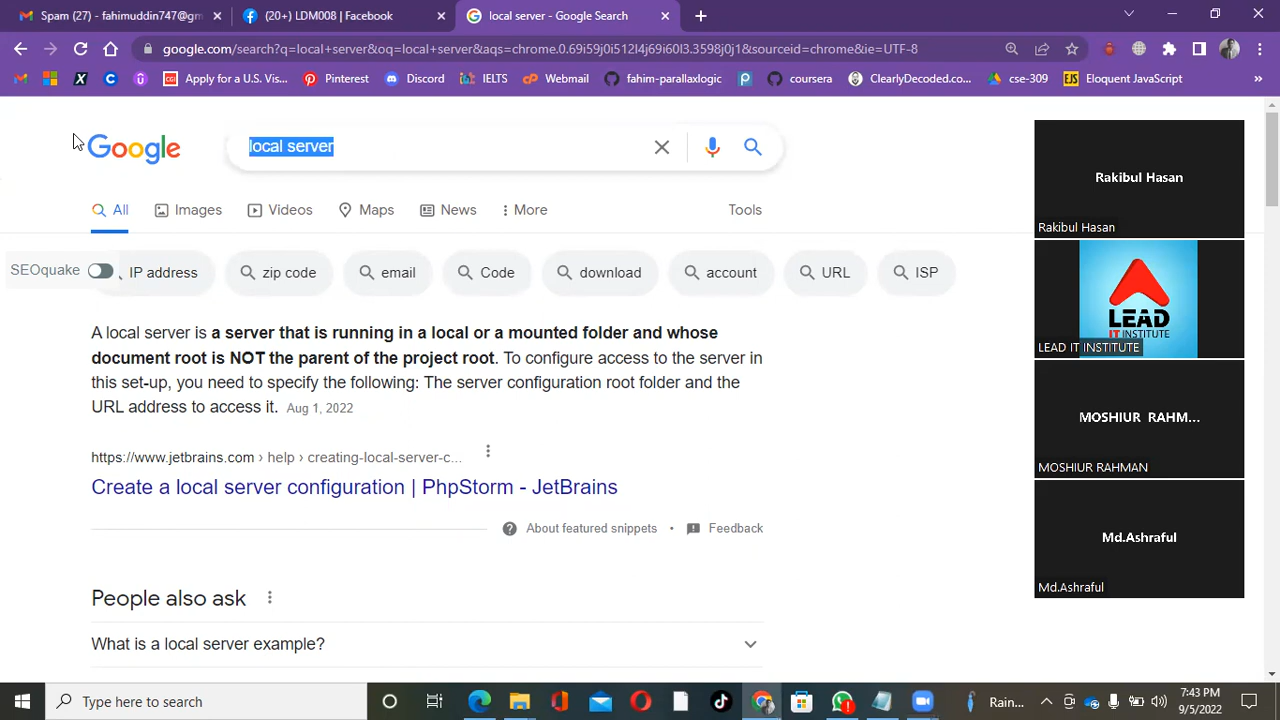 Spam (27) - fahimuddin747@gm
(20+) LDM008 | Facebook
local server - Google Search
google.com/search?q=local+server&oq=local+server&aqs=chrome.0.69i59j0i512l4j69i60l3.3598j0j1&sourceid=chrome&ie=UTF-8
Apply for a U.S. Vis...
Pinterest
Discord
IELTS
Webmail
fahim-parallaxlogic
coursera
ClearlyDecoded.co...
cse-309
EJS Eloquent JavaScript
»
Google
local server
All
Images
Videos
Maps
News
More
Tools
SEOquake
IP address
zip code
email
Code
download
account
URL
ISP
A local server is a server that is running in a local or a mounted folder and whose
document root is NOT the parent of the project root. To configure access to the server in
this set-up, you need to specify the following: The server configuration root folder and the
URL address to access it. Aug 1, 2022
https://www.jetbrains.com › help › creating-local-server-c...
Create a local server configuration | PhpStorm - JetBrains
About featured snippets • Feedback
People also ask
What is a local server example?
Rakibul Hasan
Rakibul Hasan
LEAD
IT INSTITUTE
LEAD IT INSTITUTE
MOSHIUR RAHM...
MOSHIUR RAHMAN
Md.Ashraful
Md.Ashraful
Type here to search
Rain...
7:43 PM
9/5/2022